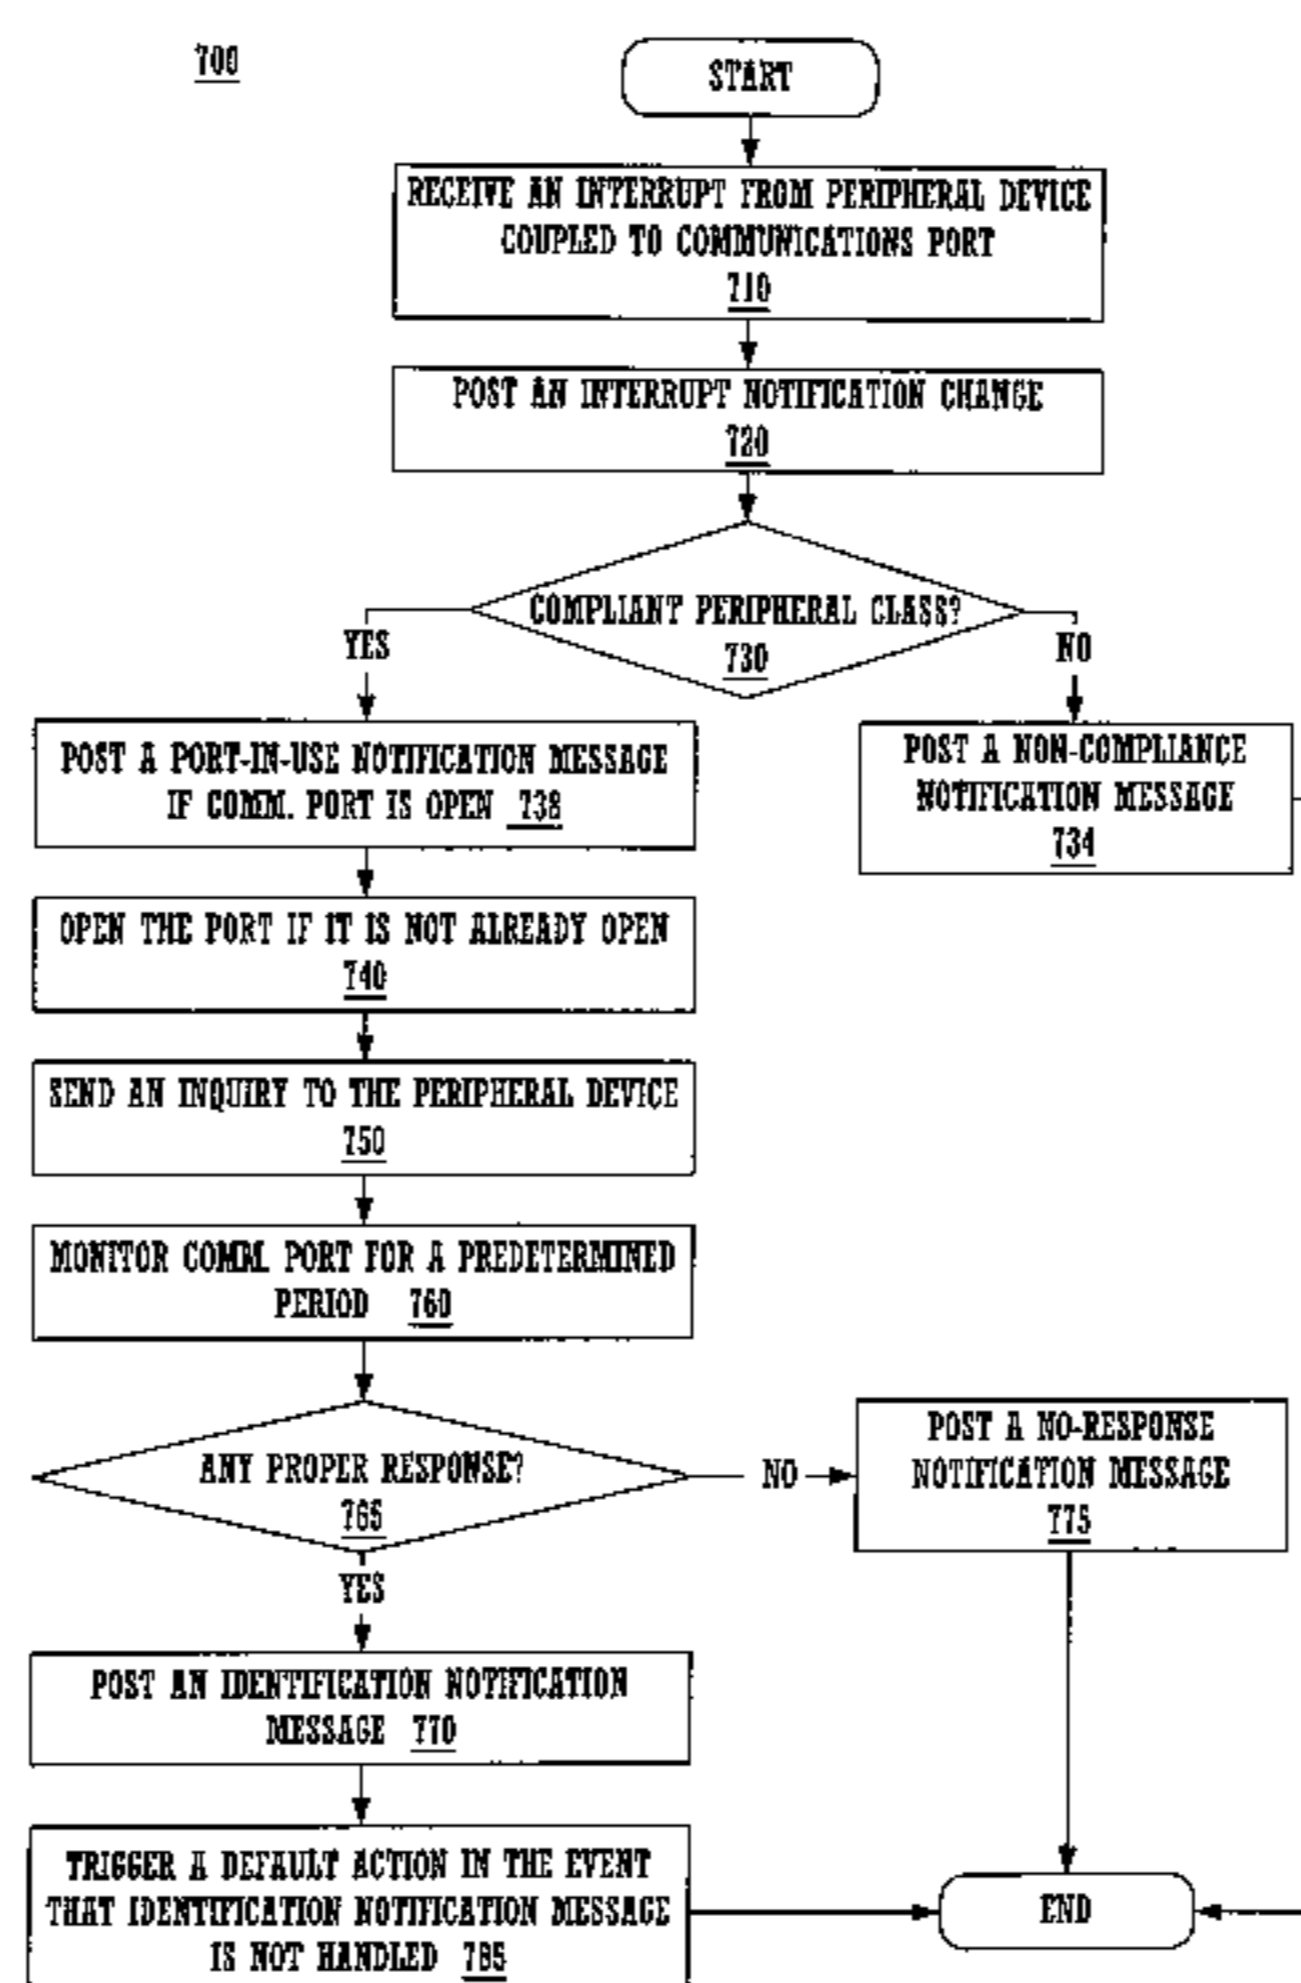 700
START
RECEIVE AN INTERRUPT FROM PERIPHERAL DEVICE
COUPLED TO COMMUNICATIONS PORT
710
POST AN INTERRUPT NOTIFICATION CHANGE
720
COMPLIANT PERIPHERAL CLASS?
730
YES
NO
POST A PORT-IN-USE NOTIFICATION MESSAGE
IF COMM. PORT IS OPEN 738
POST A NON-COMPLIANCE
NOTIFICATION MESSAGE
734
OPEN THE PORT IF IT IS NOT ALREADY OPEN
740
SEND AN INQUIRY TO THE PERIPHERAL DEVICE
750
MONITOR COMM. PORT FOR A PREDETERMINED
PERIOD 760
ANY PROPER RESPONSE?
765
NO
POST A NO-RESPONSE
NOTIFICATION MESSAGE
775
YES
POST AN IDENTIFICATION NOTIFICATION
MESSAGE 770
TRIGGER A DEFAULT ACTION IN THE EVENT
THAT IDENTIFICATION NOTIFICATION MESSAGE
IS NOT HANDLED 785
END